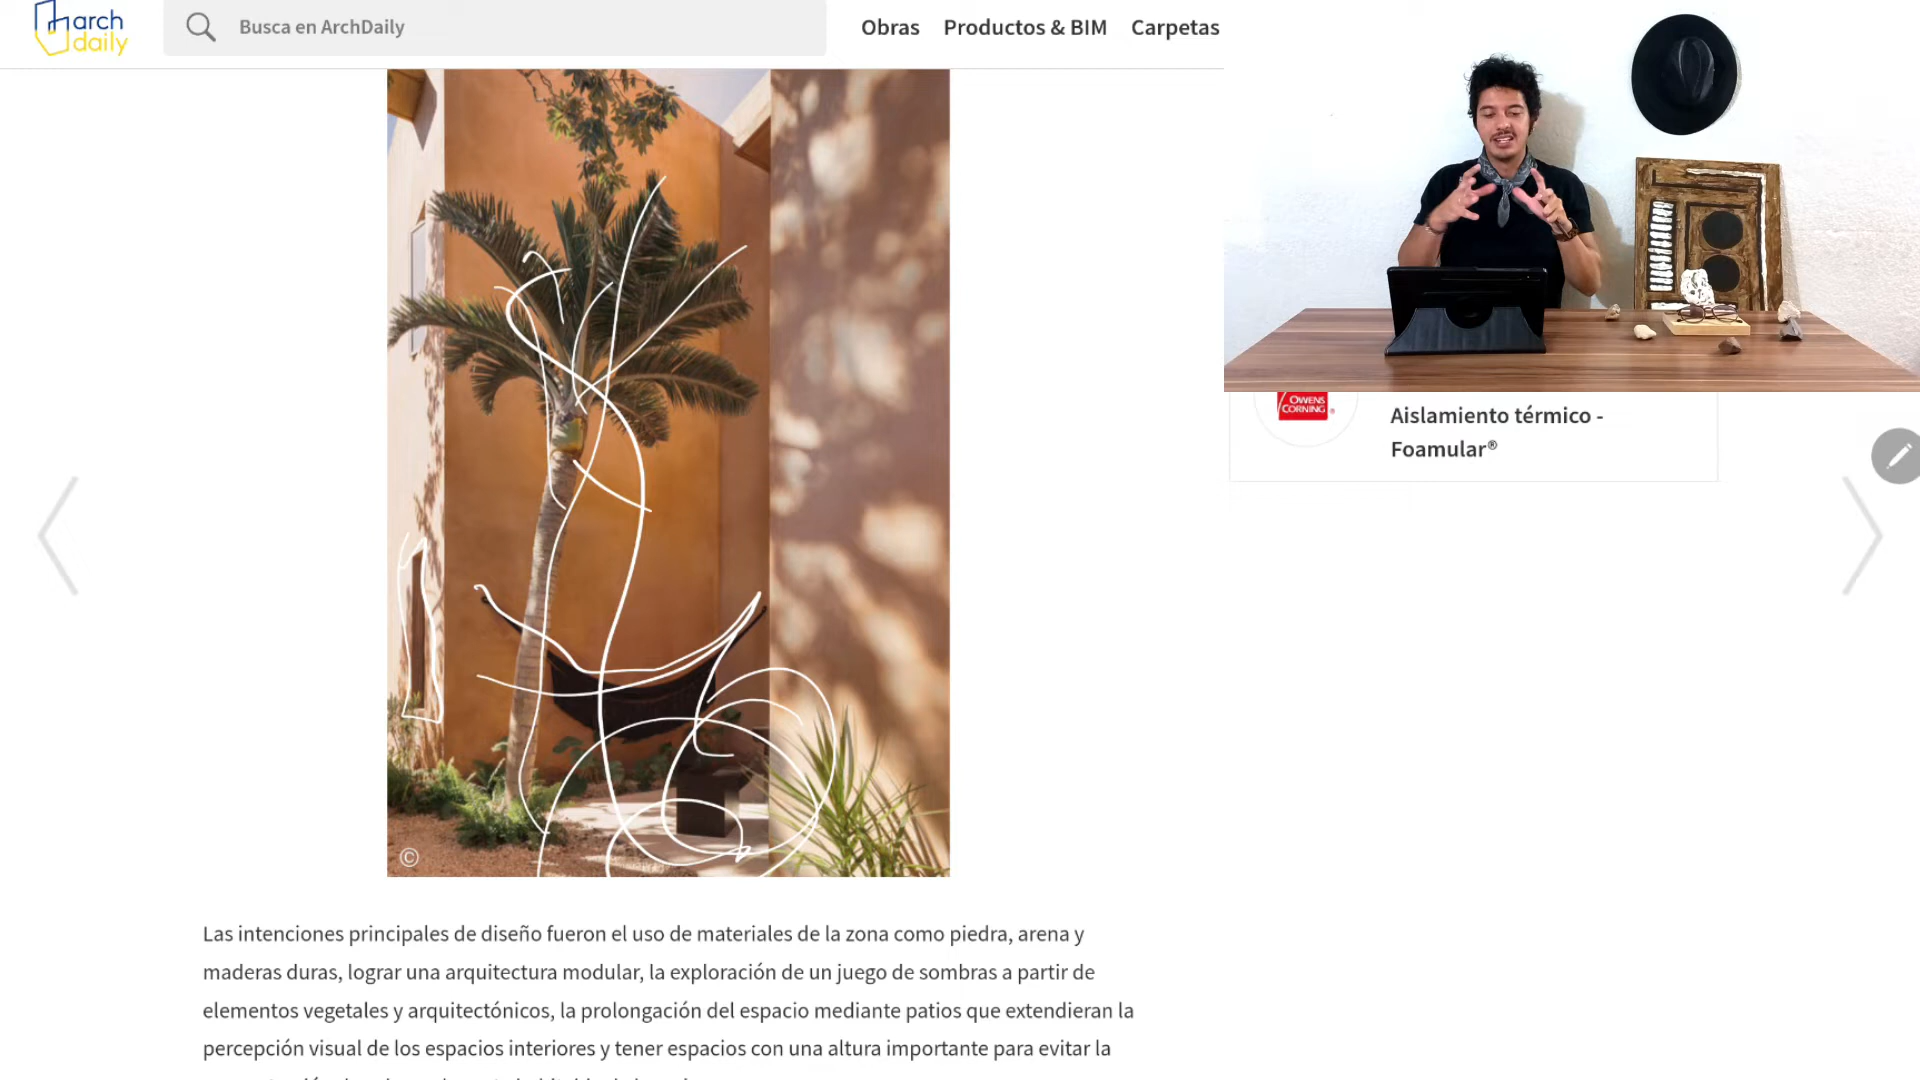 arch
daily
Busca en ArchDaily
Obras
Productos & BIM
Carpetas
OWENS
CORNING
®
Aislamiento térmico -
Foamular®
©
Las intenciones principales de diseño fueron el uso de materiales de la zona como piedra, arena y
maderas duras, lograr una arquitectura modular, la exploración de un juego de sombras a partir de
elementos vegetales y arquitectónicos, la prolongación del espacio mediante patios que extendieran la
percepción visual de los espacios interiores y tener espacios con una altura importante para evitar la